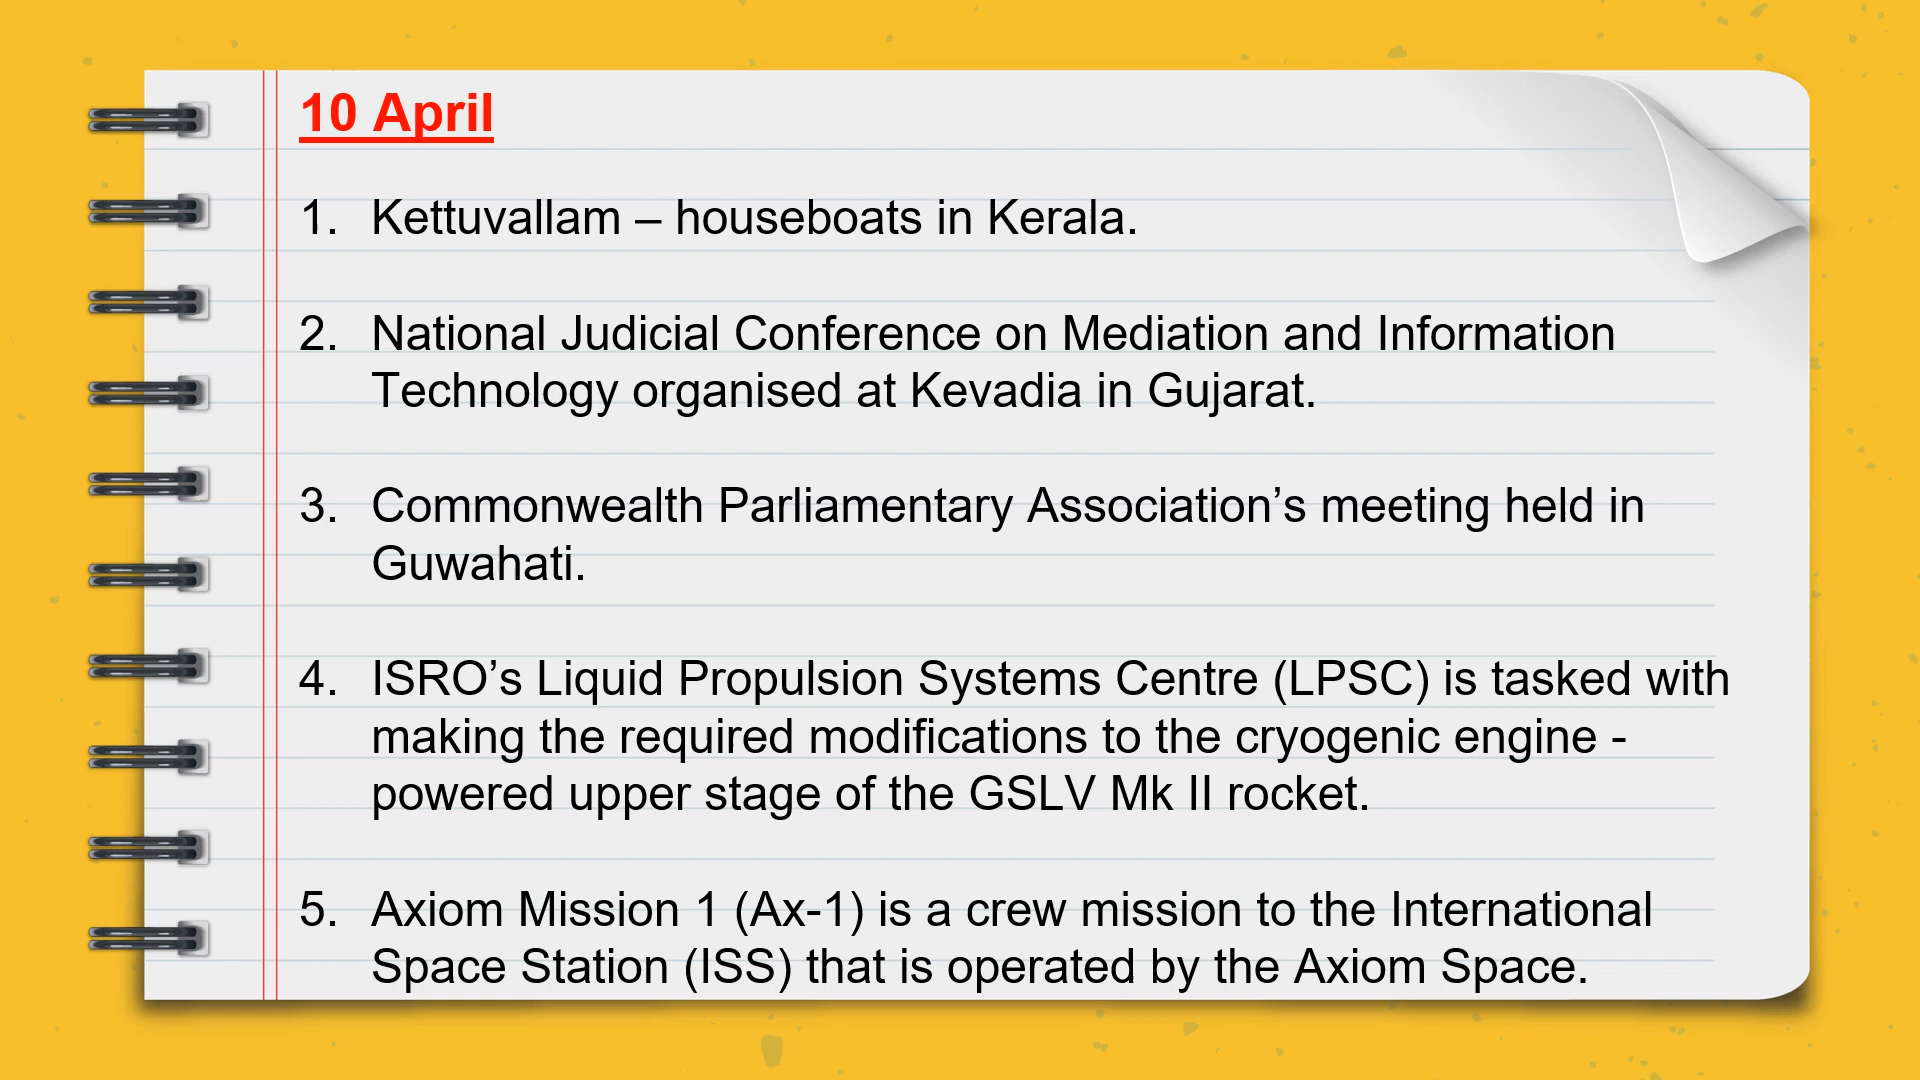 10 April
1. Kettuvallam – houseboats in Kerala.
2. National Judicial Conference on Mediation and Information
Technology organised at Kevadia in Gujarat.
3. Commonwealth Parliamentary Association’s meeting held in
Guwahati.
4. ISRO’s Liquid Propulsion Systems Centre (LPSC) is tasked with
making the required modifications to the cryogenic engine -
powered upper stage of the GSLV Mk II rocket.
5. Axiom Mission 1 (Ax-1) is a crew mission to the International
Space Station (ISS) that is operated by the Axiom Space.